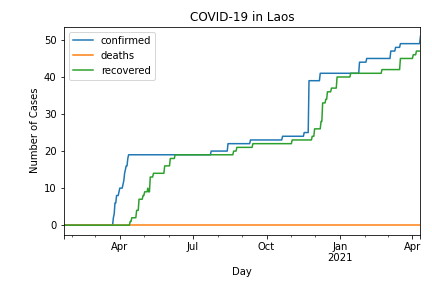 COVID-19 in Laos
confirmed
deaths
recovered
Number of Cases
50
40
30
20
10
0
Apr
Jul
Oct
Jan
2021
Apr
Day